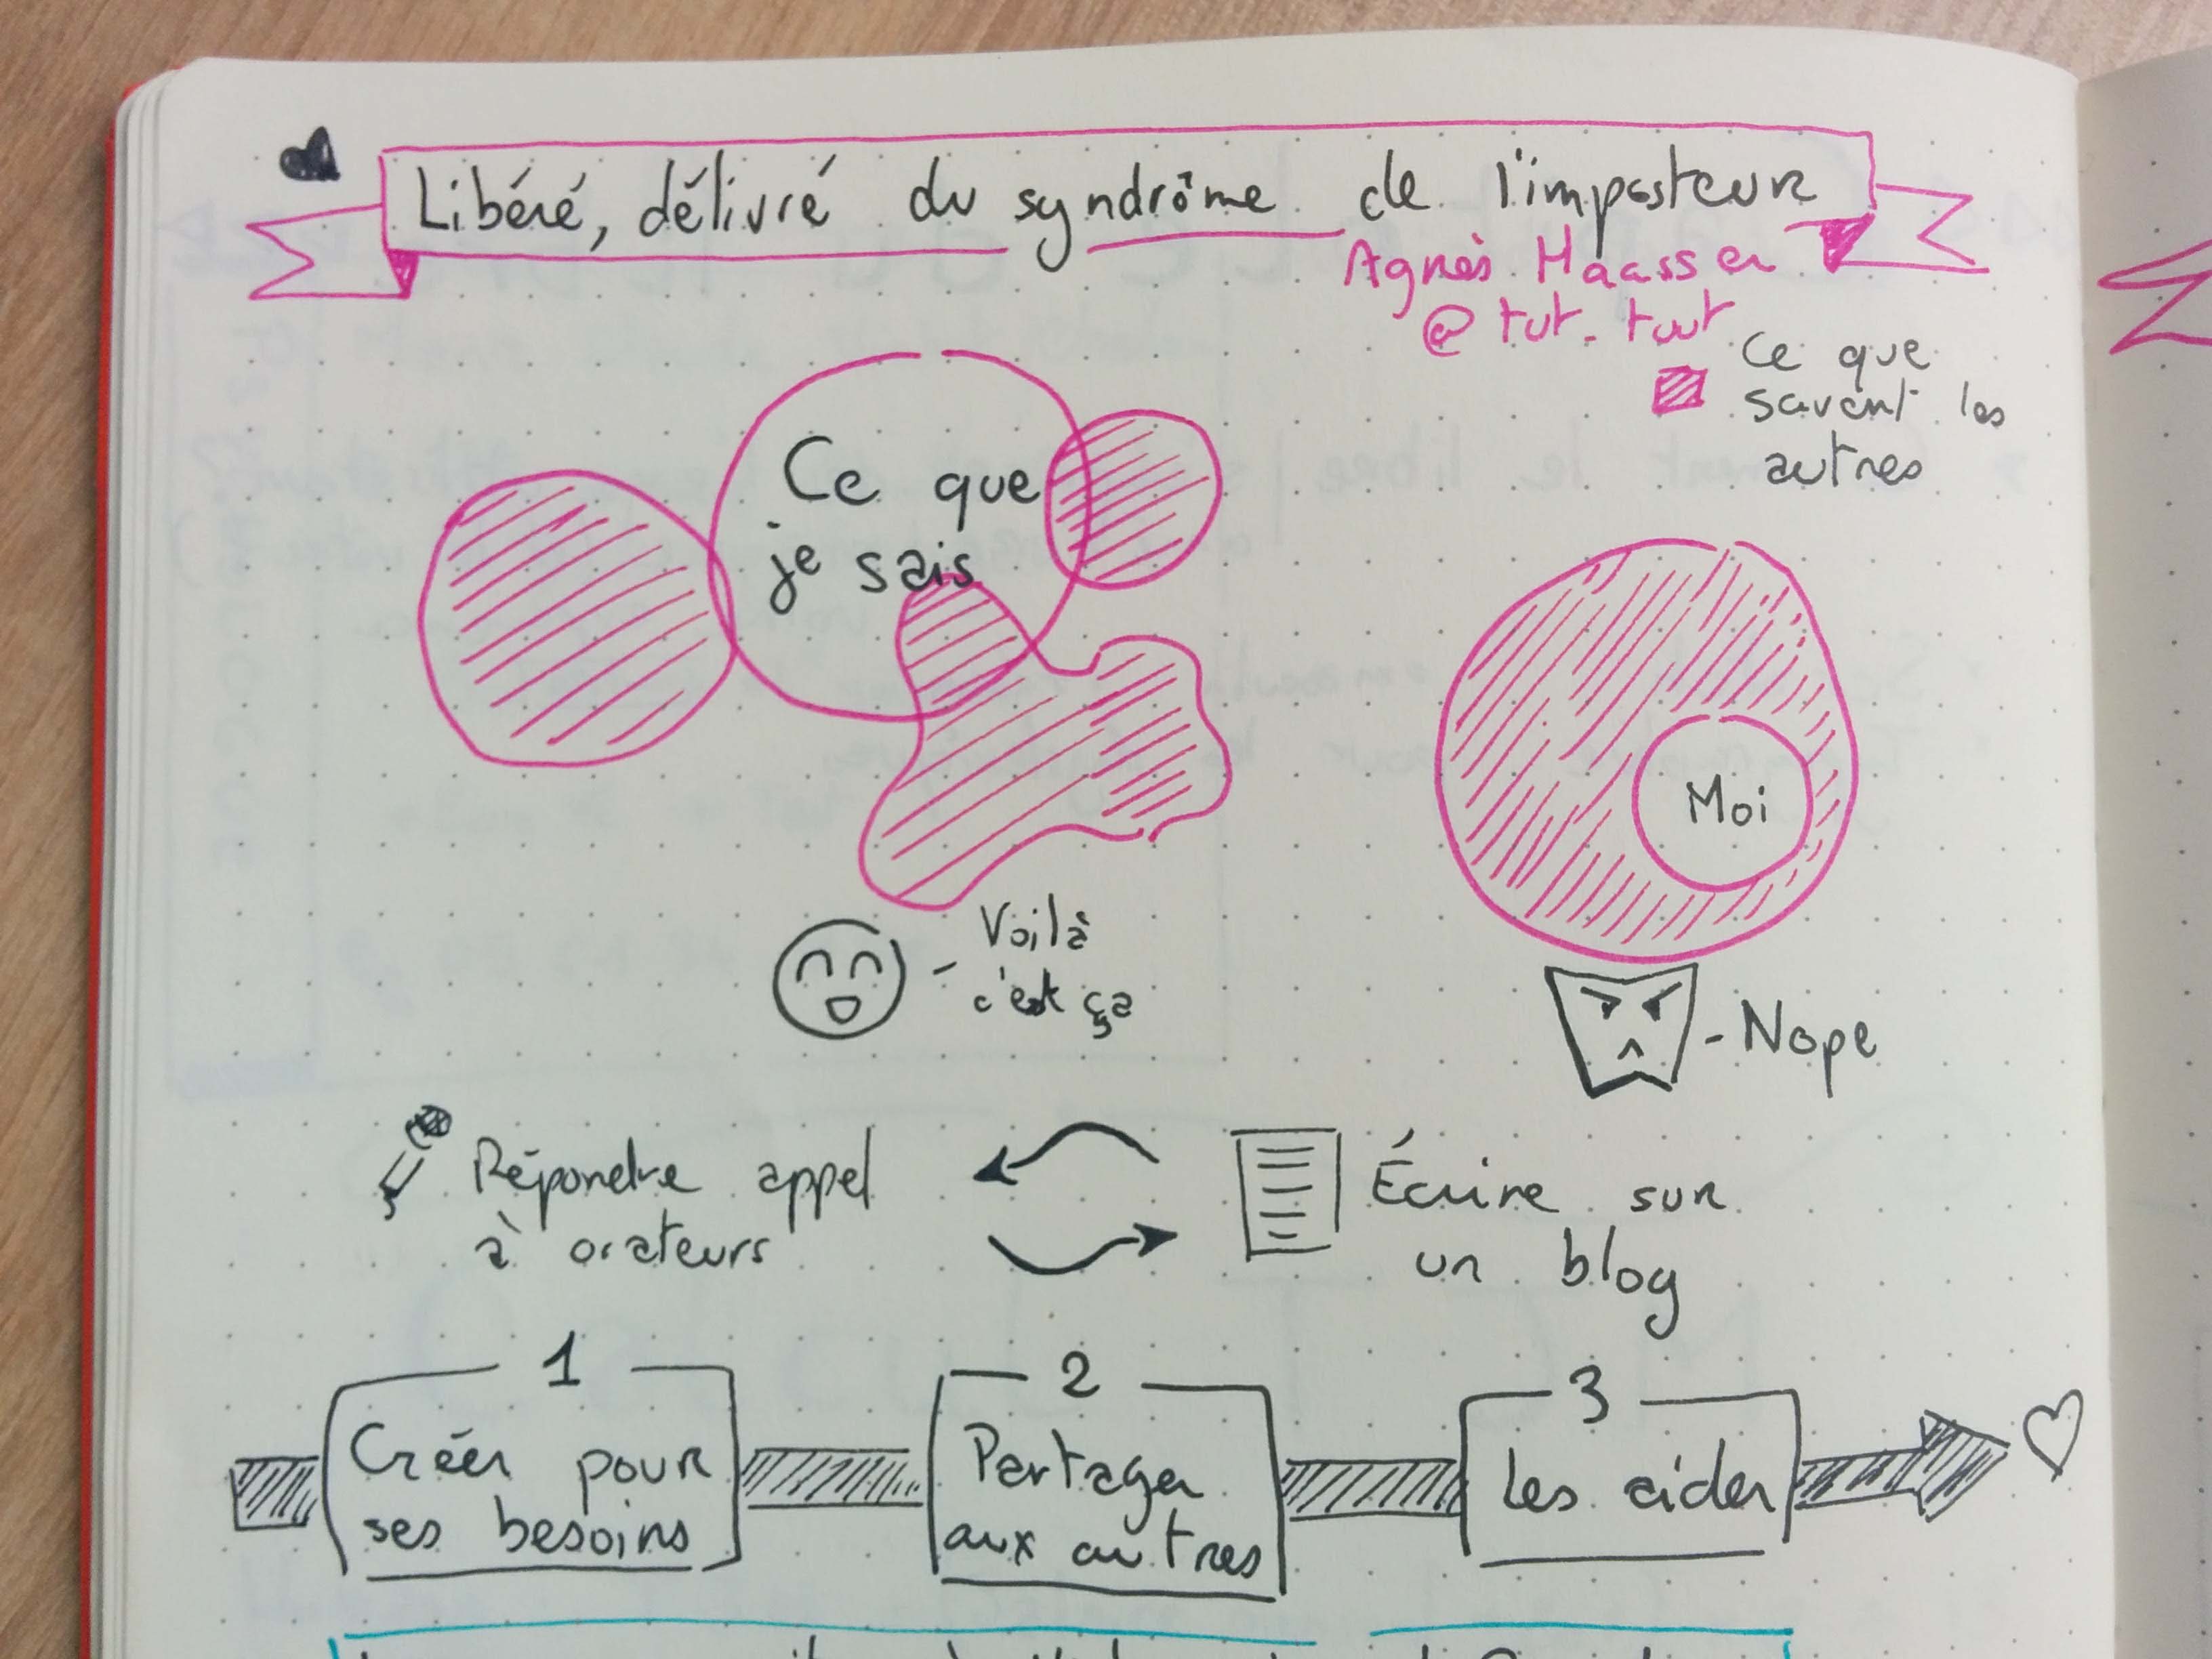 Libéré, délivré du syndrôme de l'imposteur
Agnès Haasser
@tut_tuut
Ce que
savent les
autres
Ce que
je sais
Moi
Voilà
c'est ça
- Nope
Répondre appel
à orateurs
Écrire sur
un blog
1
Créer pour
ses besoins
2
Partager
aux autres
3
Les aider